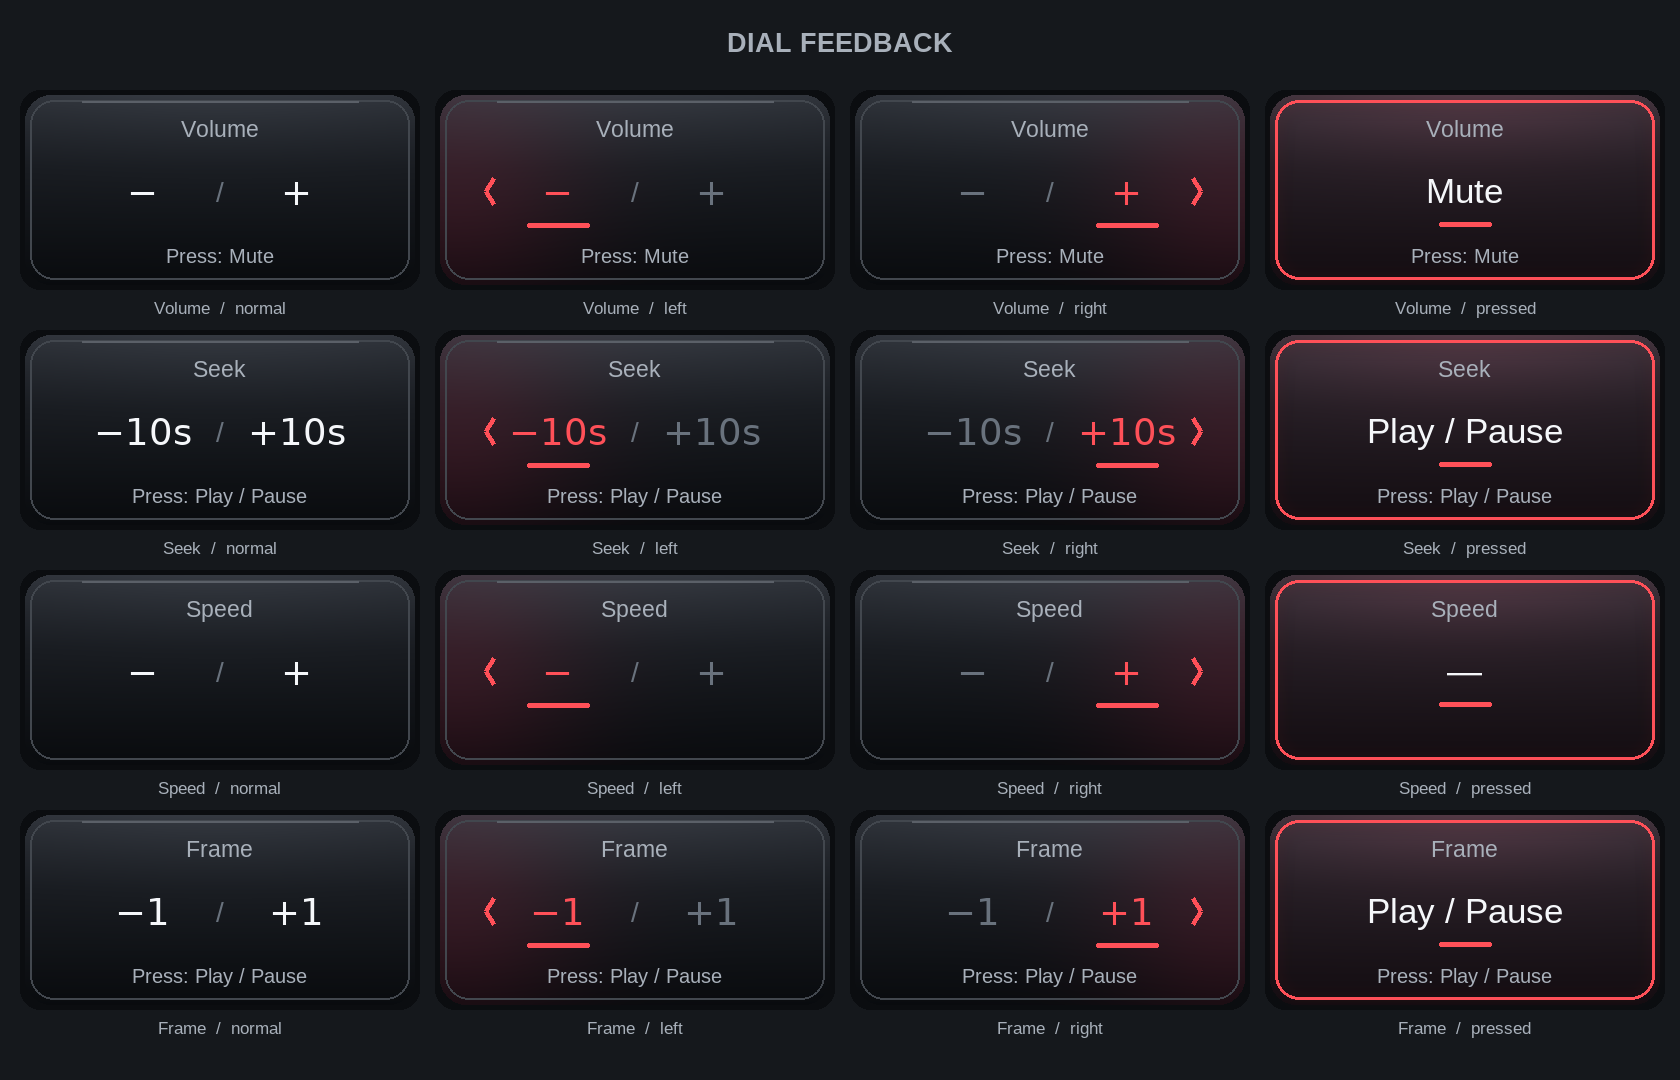 DIAL FEEDBACK
Volume Volume Volume Volume
− / + ❬ − / + − / + ❭ Mute
Press: Mute Press: Mute Press: Mute Press: Mute
Volume / normal Volume / left Volume / right Volume / pressed
Seek Seek Seek Seek
−10s / +10s ❬ −10s / +10s −10s / +10s ❭ Play / Pause
Press: Play / Pause Press: Play / Pause Press: Play / Pause Press: Play / Pause
Seek / normal Seek / left Seek / right Seek / pressed
Speed Speed Speed Speed
− / + ❬ − / + − / + ❭ —
Speed / normal Speed / left Speed / right Speed / pressed
Frame Frame Frame Frame
−1 / +1 ❬ −1 / +1 −1 / +1 ❭ Play / Pause
Press: Play / Pause Press: Play / Pause Press: Play / Pause Press: Play / Pause
Frame / normal Frame / left Frame / right Frame / pressed